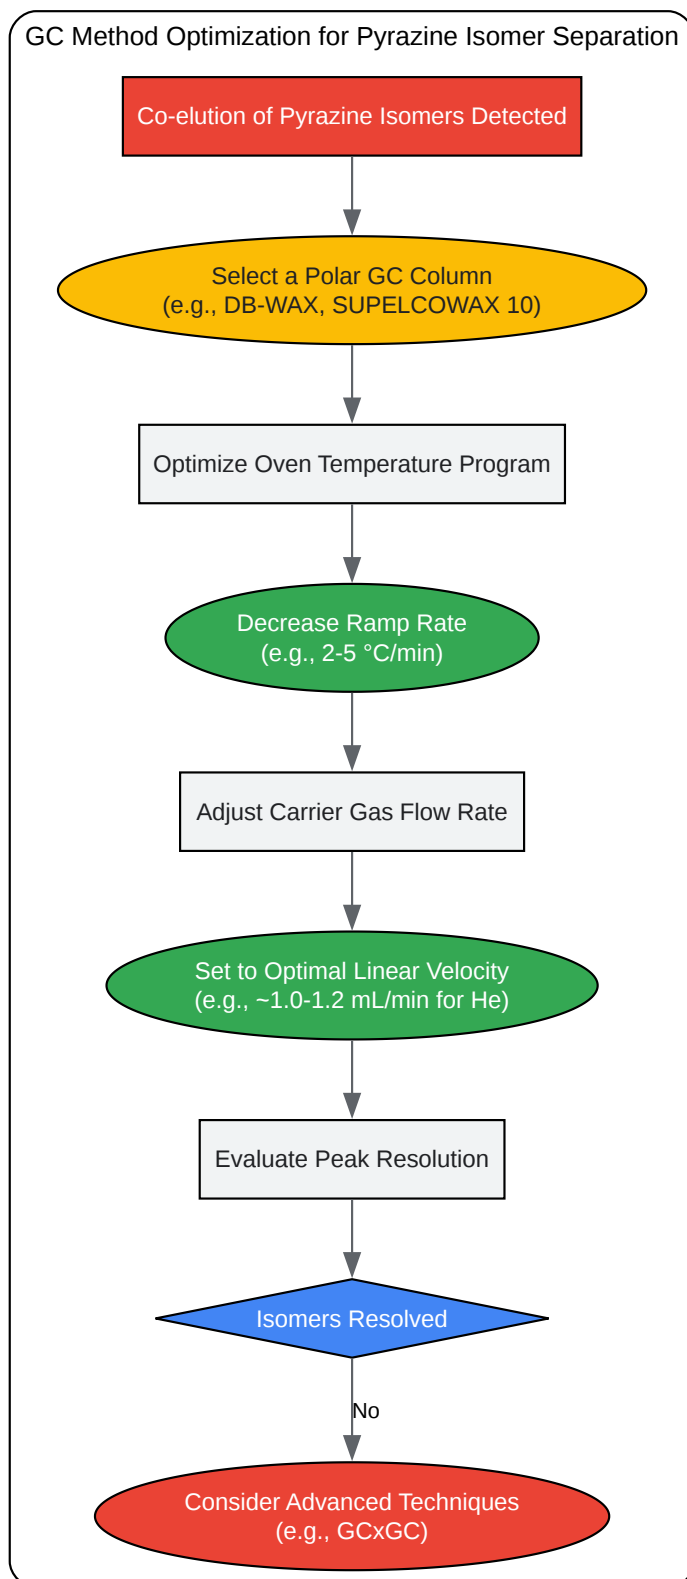 GC Method Optimization for Pyrazine Isomer Separation
Co-elution of Pyrazine Isomers Detected
Select a Polar GC Column
(e.g., DB-WAX, SUPELCOWAX 10)
Optimize Oven Temperature Program
Decrease Ramp Rate
(e.g., 2-5 °C/min)
Adjust Carrier Gas Flow Rate
Set to Optimal Linear Velocity
(e.g., ~1.0-1.2 mL/min for He)
Evaluate Peak Resolution
Isomers Resolved
No
Consider Advanced Techniques
(e.g., GCxGC)